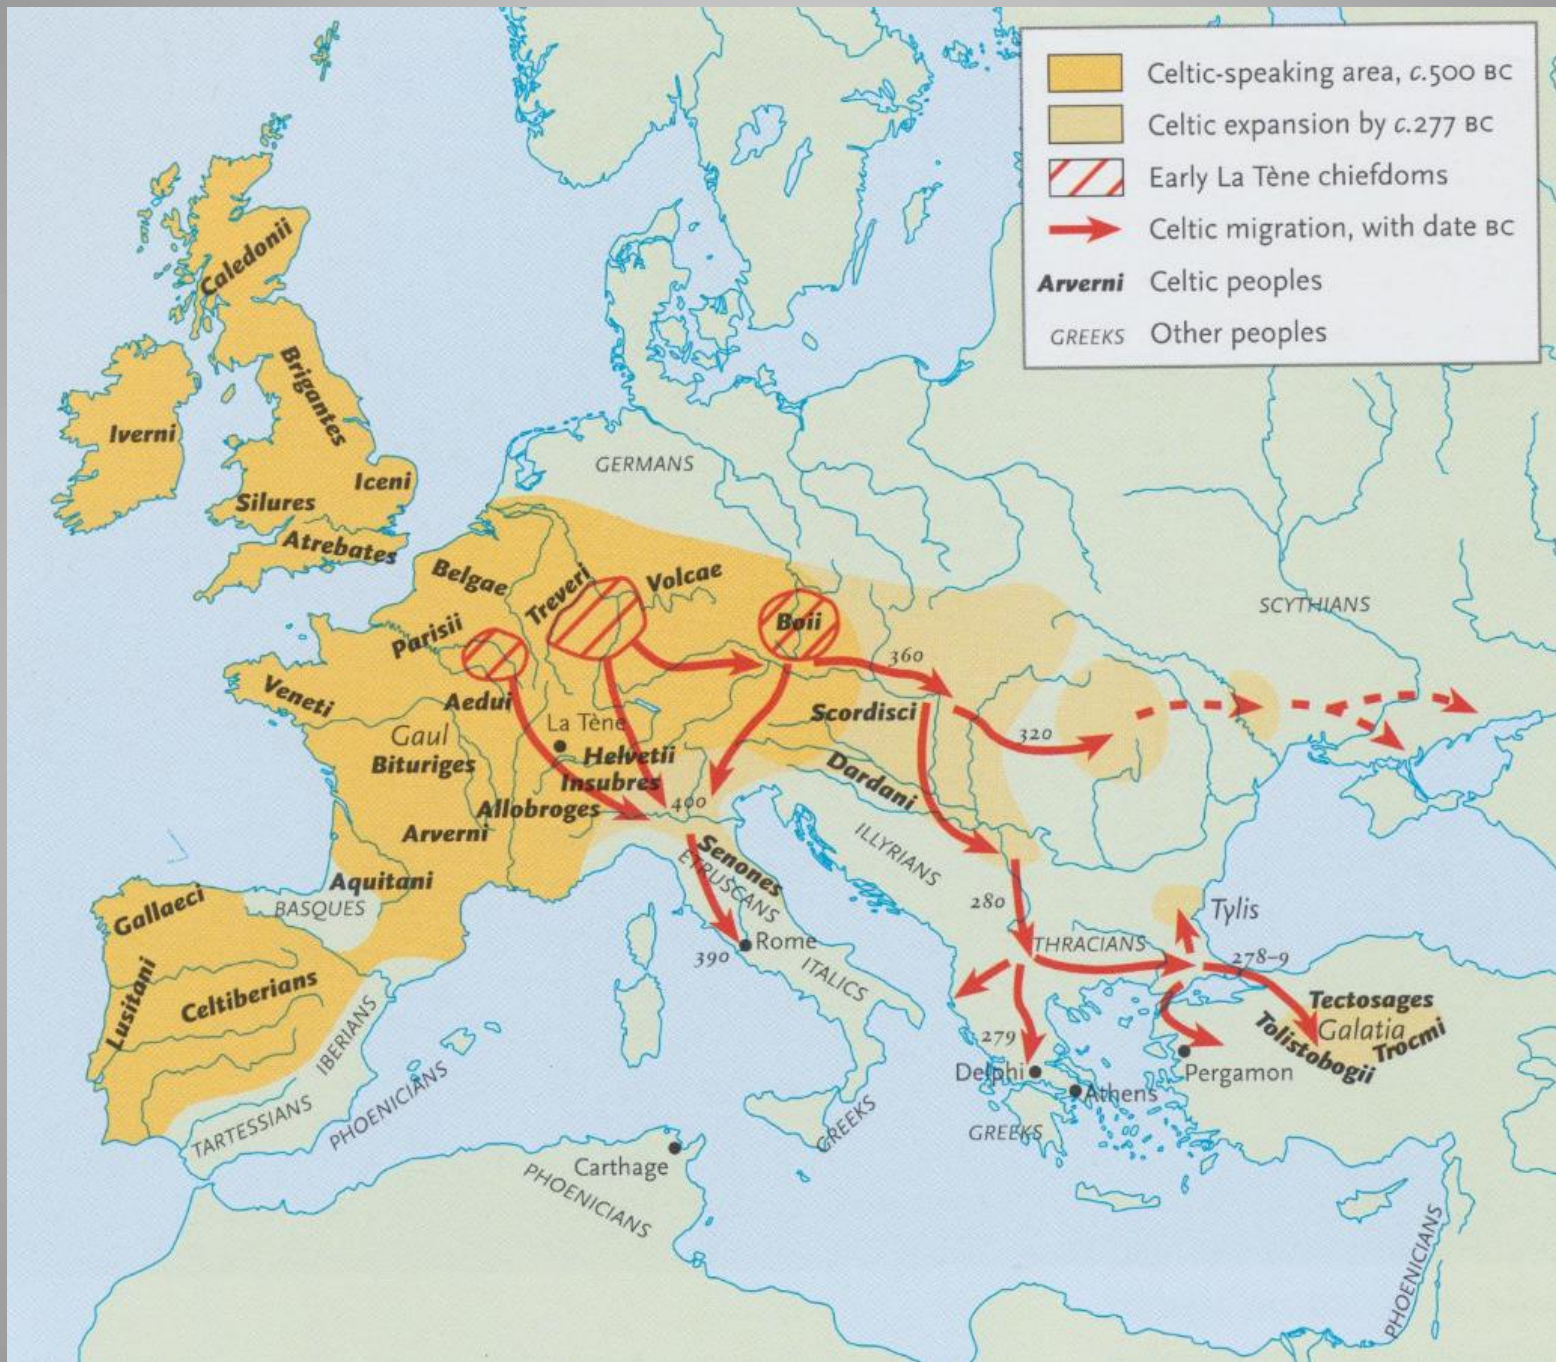 Celtic-speaking area, c.500 BC
Celtic expansion by c.277 BC
Early La Tène chiefdoms
Celtic migration, with date BC
Arverni Celtic peoples
GREEKS Other peoples
Caledonii
Brigantes
Iverni
Iceni
Silures
Atrebates
GERMANS
Belgae
Treveri
Volcae
Parisii
Boii
SCYTHIANS
360
Veneti
Aedui
Scordisci
La Tène
Gaul
320
Helvetii
Bituriges
Insubres
Dardani
Allobroges
400
Arverni
Senones
ILLYRIANS
ETRUSCANS
Aquitani
BASQUES
Gallaeci
280
Tylis
Rome
THRACIANS
390
278–9
ITALICS
Lusitani
Celtiberians
Tectosages
IBERIANS
Tolistobogii
Galatia
Trocmi
279
Delphi
Pergamon
Athens
PHOENICIANS
TARTESSIANS
GREEKS
GREEKS
Carthage
PHOENICIANS
PHOENICIANS